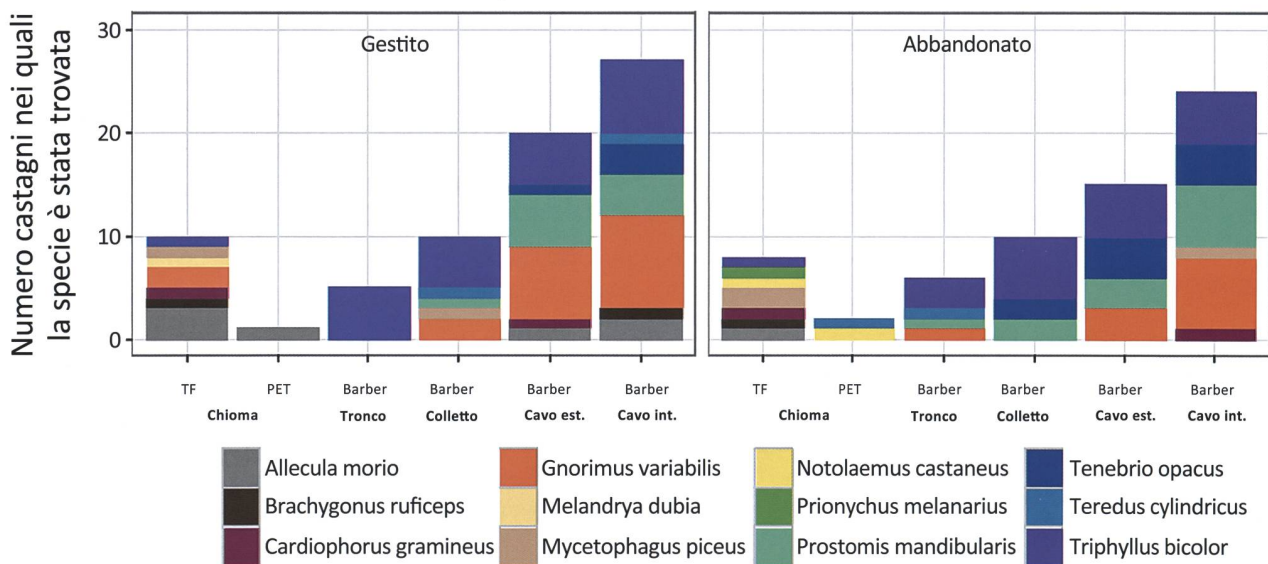 Numero castagni nei quali
la specie è stata trovata
30
20
10
0
Gestito
Abbandonato
TF PET Barber Barber Barber Barber
Chioma Tronco Colletto Cavo est. Cavo int.
TF PET Barber Barber Barber Barber
Chioma Tronco Colletto Cavo est. Cavo int.
Allecula morio Gnorimus variabilis Notolaemus castaneus Tenebrio opacus
Brachygonus ruficeps Melandrya dubia Prionychus melanarius Teredus cylindricus
Cardiophorus gramineus Mycetophagus piceus Prostomis mandibularis Triphyllus bicolor